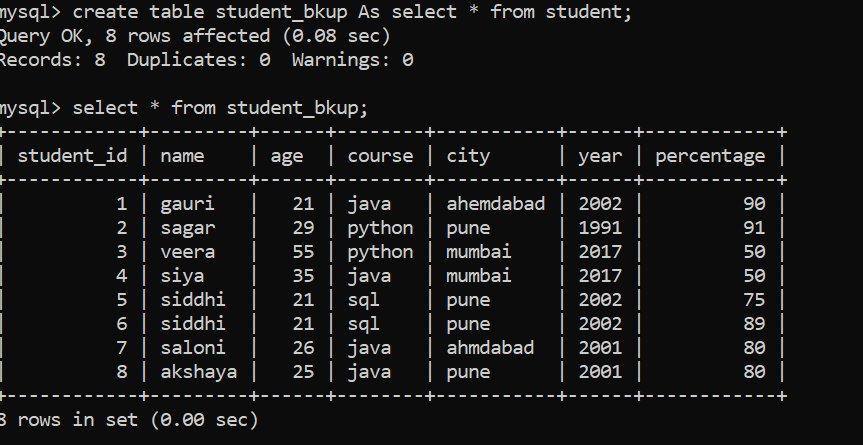 mysql> create table student_bkup As select * from student;
Query OK, 8 rows affected (0.08 sec)
Records: 8  Duplicates: 0  Warnings: 0

mysql> select * from student_bkup;
+------------+---------+------+--------+-----------+------+------------+
| student_id | name    | age  | course | city      | year | percentage |
+------------+---------+------+--------+-----------+------+------------+
|          1 | gauri   |   21 | java   | ahemdabad | 2002 |         90 |
|          2 | sagar   |   29 | python | pune      | 1991 |         91 |
|          3 | veera   |   55 | python | mumbai    | 2017 |         50 |
|          4 | siya    |   35 | java   | mumbai    | 2017 |         50 |
|          5 | siddhi  |   21 | sql    | pune      | 2002 |         75 |
|          6 | siddhi  |   21 | sql    | pune      | 2002 |         89 |
|          7 | saloni  |   26 | java   | ahmdabad  | 2001 |         80 |
|          8 | akshaya |   25 | java   | pune      | 2001 |         80 |
+------------+---------+------+--------+-----------+------+------------+
8 rows in set (0.00 sec)